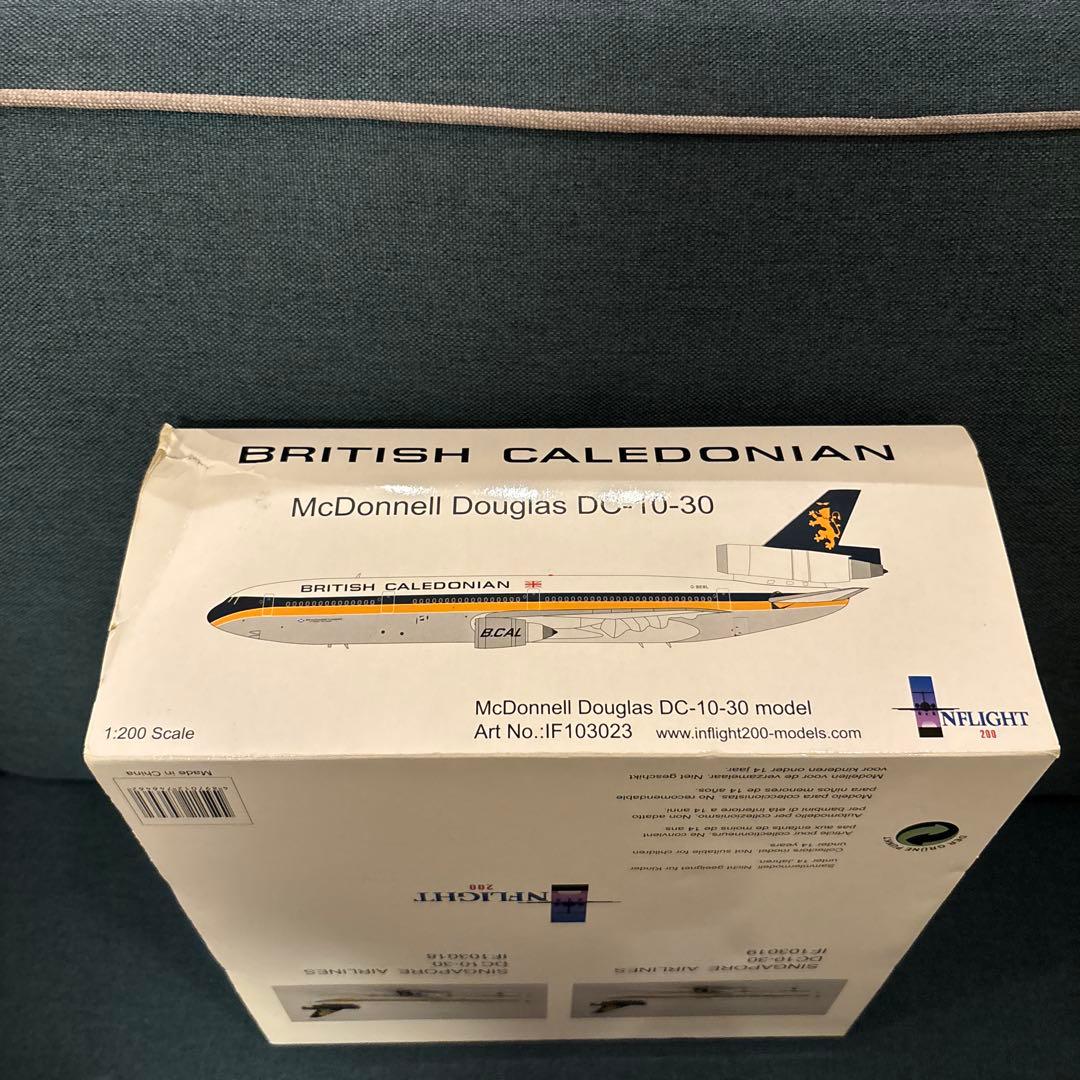 BRITISH CALEDONIAN
McDonnell Douglas DC-10-30
BRITISH CALEDONIAN
G-BEBL
B.CAL
McDonnell Douglas DC-10-30 model
1:200 Scale
Art No.:IF103023
www.inflight200-models.com
INFLIGHT
200
Made in China
Sammlermodell. Nicht geeignet für Kinder
unter 14 Jahren.
Collectors model. Not suitable for children
under 14 years
Article pour collectionneurs. Ne convient
pas aux enfants de moins de 14 ans
Automodello per collezionismo. Non adatto
per bambini di età inferiore a 14 anni.
Modelo para coleccionistas. No recomendable
para niños menores de 14 años.
Modellen voor de verzamelaar. Niet geschikt
voor kinderen onder 14 jaar.
DER GRÜNE PUNKT
INFLIGHT
200
SINGAPORE AIRLINES
DC10-30
IF103019
SINGAPORE AIRLINES
DC10-30
IF103018